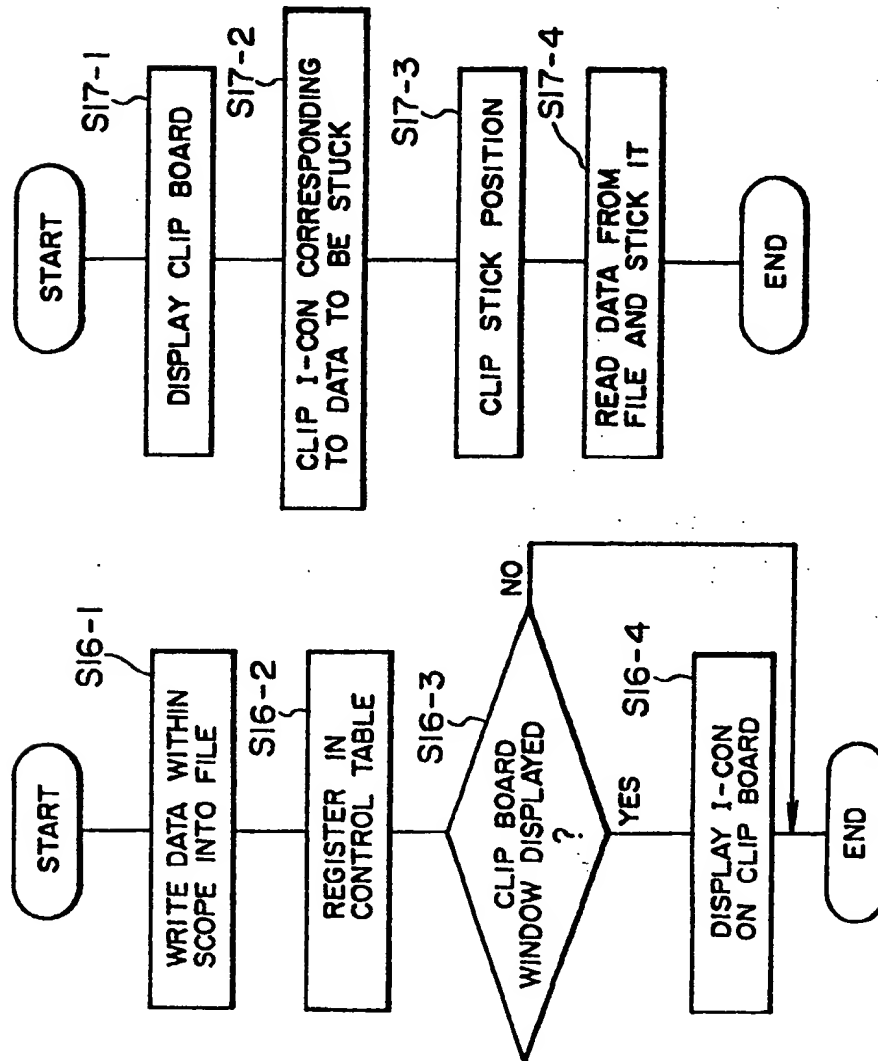 START
S16-1
WRITE DATA WITHIN
SCOPE INTO FILE
S16-2
REGISTER IN
CONTROL TABLE
S16-3
CLIP BOARD
WINDOW DISPLAYED
?
NO
YES
S16-4
DISPLAY I-CON
ON CLIP BOARD
END
START
S17-1
DISPLAY CLIP BOARD
S17-2
CLIP I-CON CORRESPONDING
TO DATA TO BE STUCK
S17-3
CLIP STICK POSITION
S17-4
READ DATA FROM
FILE AND STICK IT
END